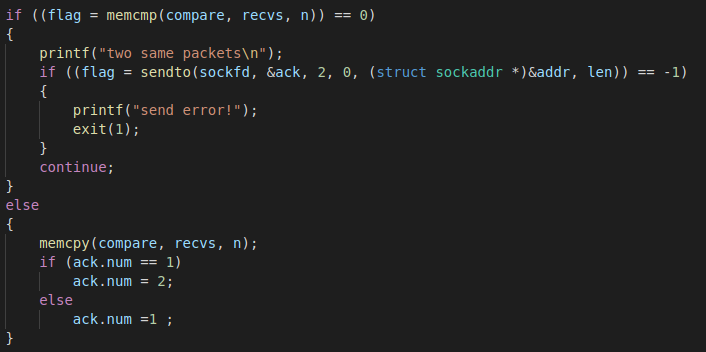 if ((flag = memcmp(compare, recvs, n)) == 0)
{
    printf("two same packets\n");
    if ((flag = sendto(sockfd, &ack, 2, 0, (struct sockaddr *)&addr, len)) == -1)
    {
        printf("send error!");
        exit(1);
    }
    continue;
}
else
{
    memcpy(compare, recvs, n);
    if (ack.num == 1)
        ack.num = 2;
    else
        ack.num =1 ;
}